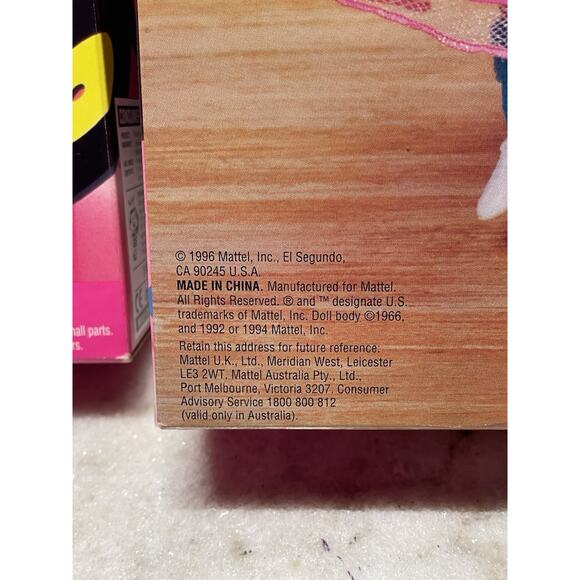 © 1996 Mattel, Inc., El Segundo,
CA 90245 U.S.A.
MADE IN CHINA. Manufactured for Mattel.
All Rights Reserved. ® and ™ designate U.S.
trademarks of Mattel, Inc. Doll body ©1966,
and 1992 or 1994 Mattel, Inc.
Retain this address for future reference:
Mattel U.K., Ltd., Meridian West, Leicester
LE3 2WT, Mattel Australia Pty., Ltd.,
Port Melbourne, Victoria 3207. Consumer
Advisory Service 1800 800 812
(valid only in Australia).
small parts.
rs.